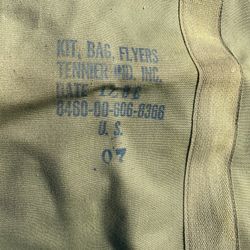 KIT, BAG, FLYERS
TENNIER IND. INC.
DATE
8460-00-606-8366
U. S.
07